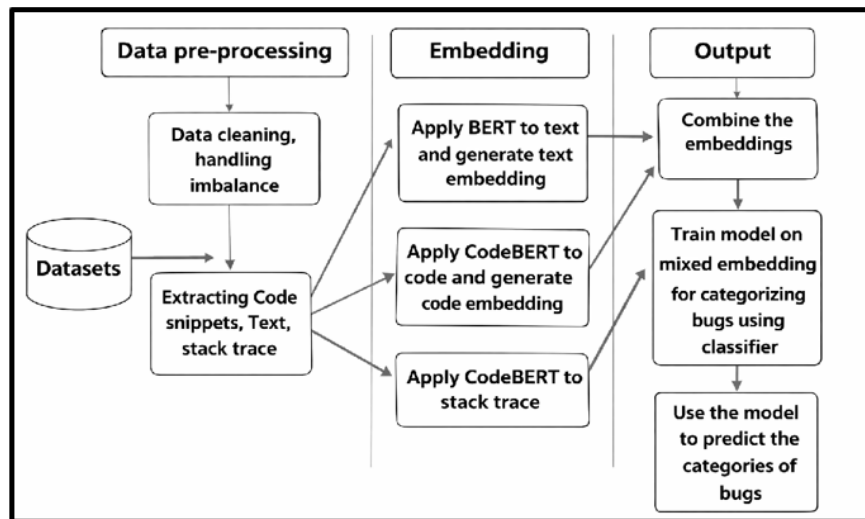 Data pre-processing
Data cleaning,
handling
imbalance
Datasets
Extracting Code
snippets, Text,
stack trace
Embedding
Apply BERT to text
and generate text
embedding
Apply CodeBERT to
code and generate
code embedding
Apply CodeBERT to
stack trace
Output
Combine the
embeddings
Train model on
mixed embedding
for categorizing
bugs using
classifier
Use the model
to predict the
categories of
bugs